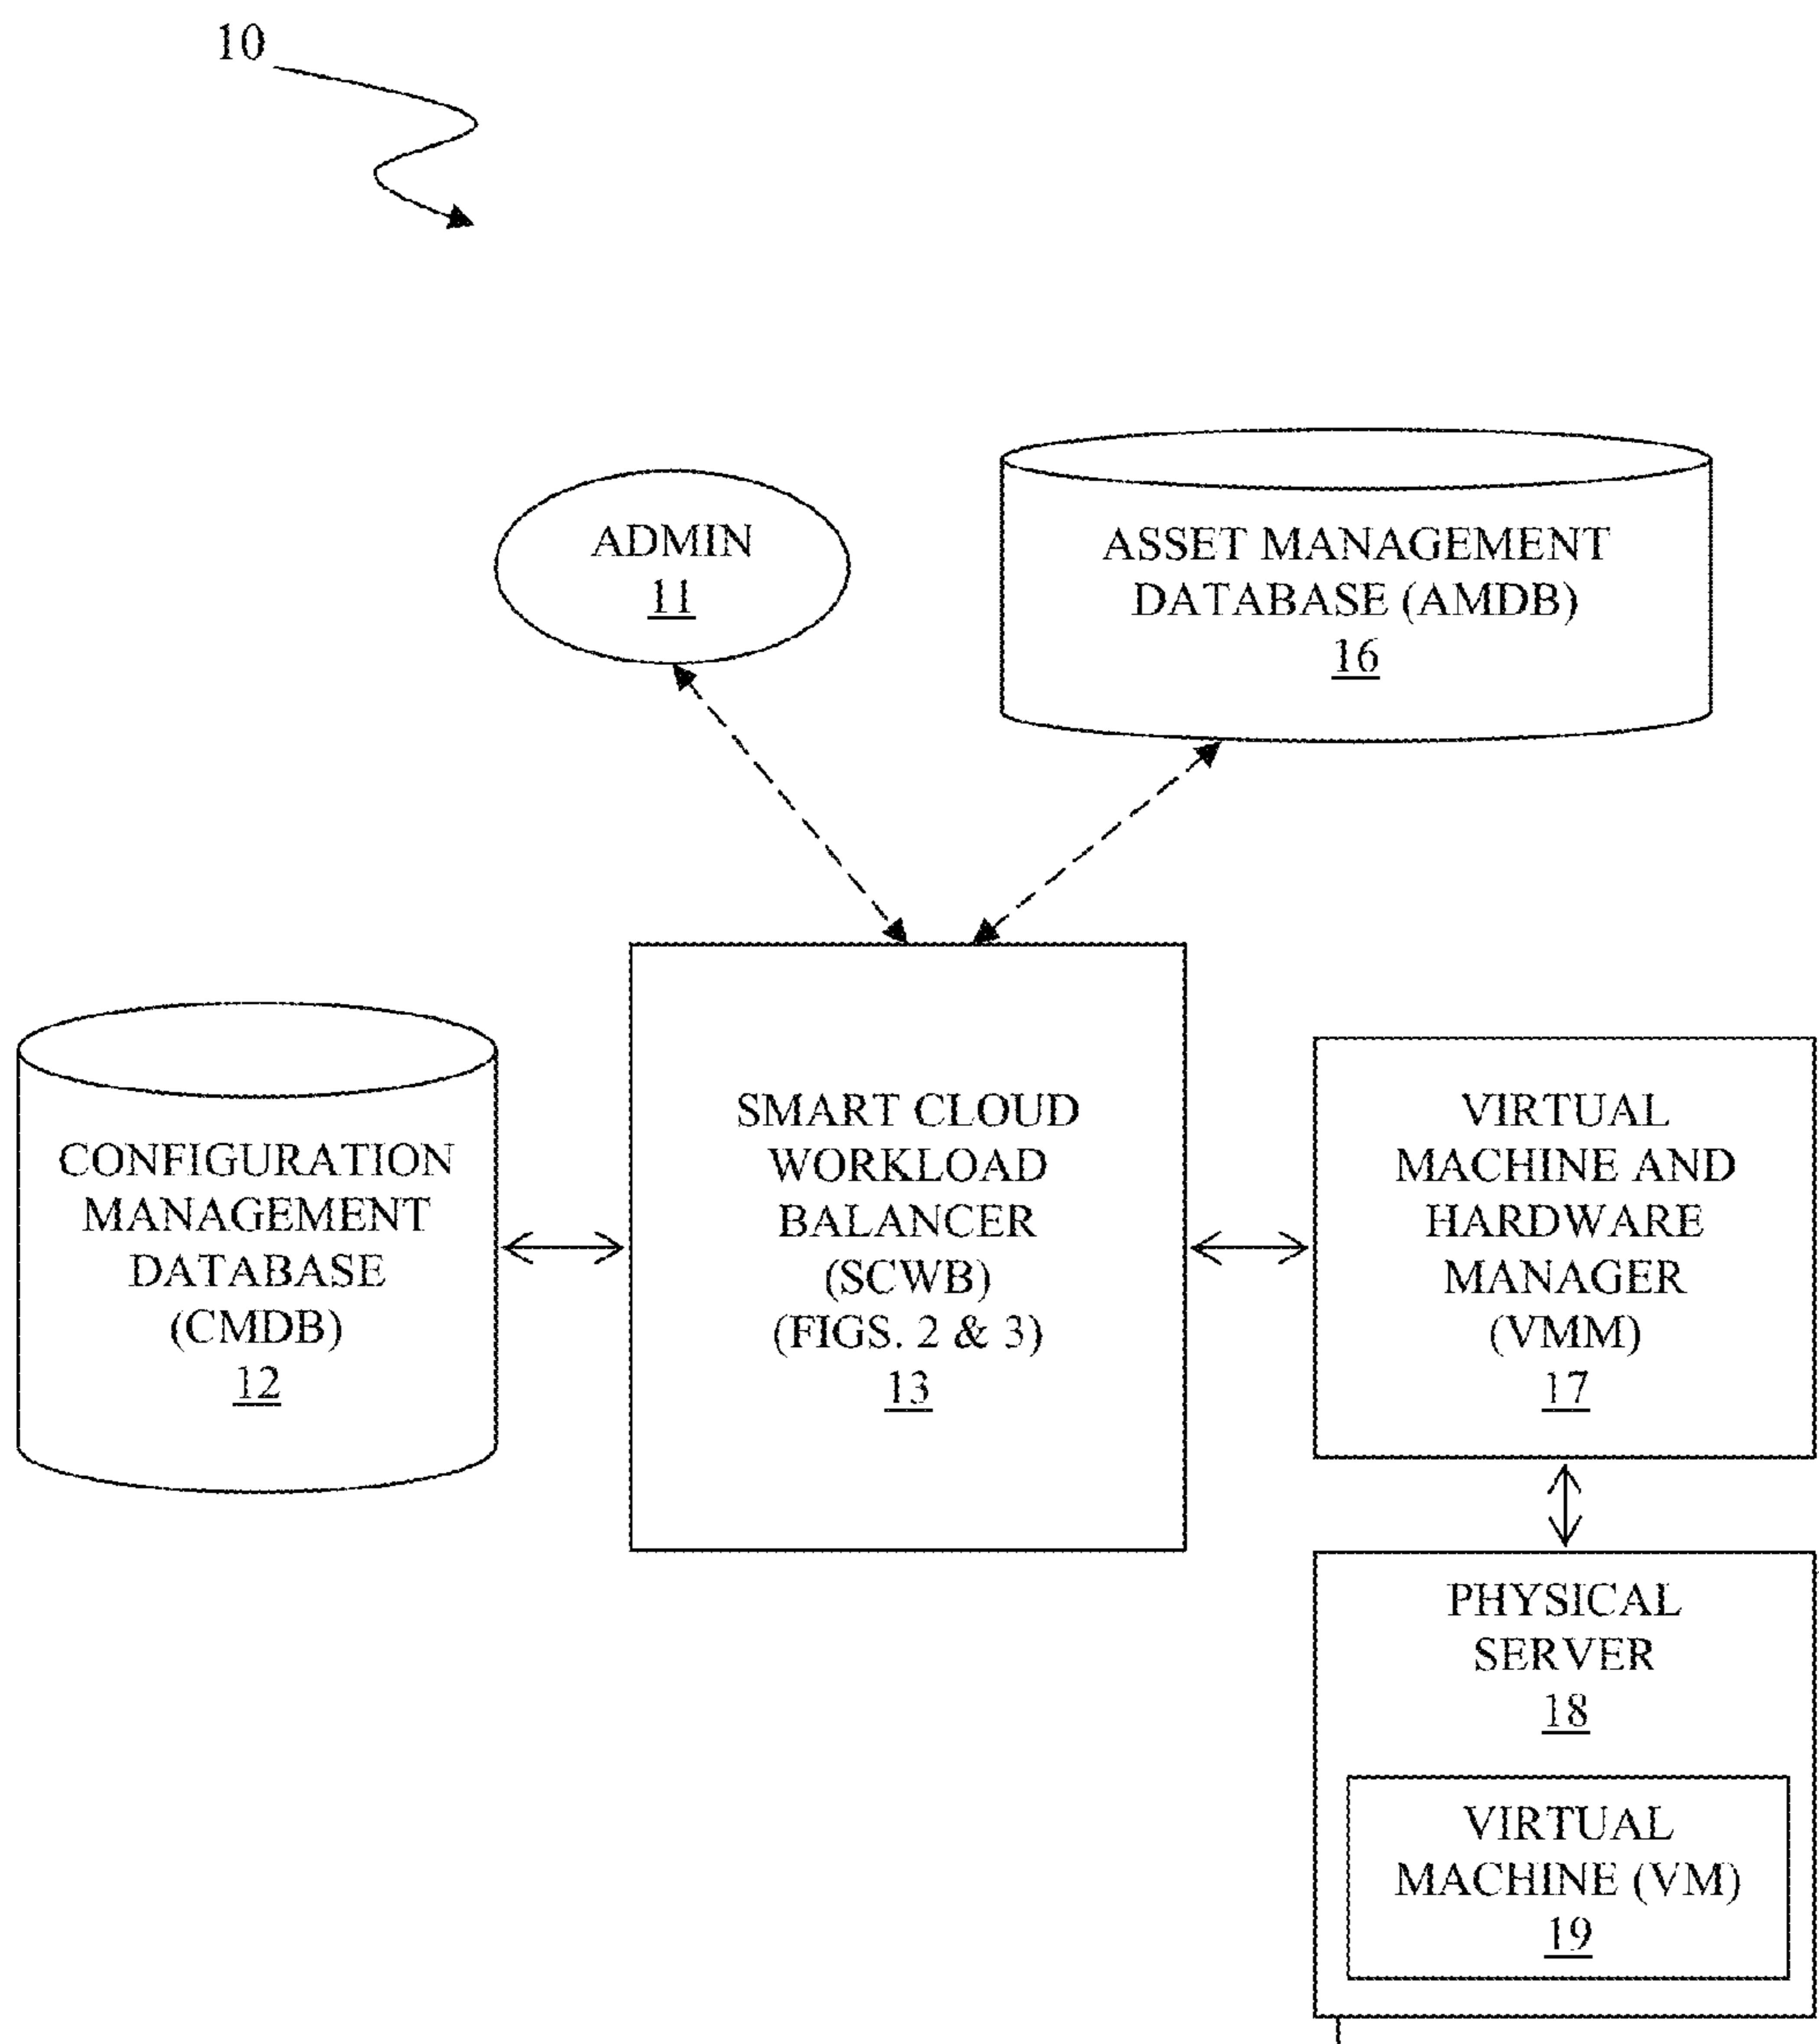 10
ADMIN
11
ASSET MANAGEMENT
DATABASE (AMDB)
16
CONFIGURATION
MANAGEMENT
DATABASE
(CMDB)
12
SMART CLOUD
WORKLOAD
BALANCER
(SCWB)
(FIGS. 2 & 3)
13
VIRTUAL
MACHINE AND
HARDWARE
MANAGER
(VMM)
17
PHYSICAL
SERVER
18
VIRTUAL
MACHINE (VM)
19